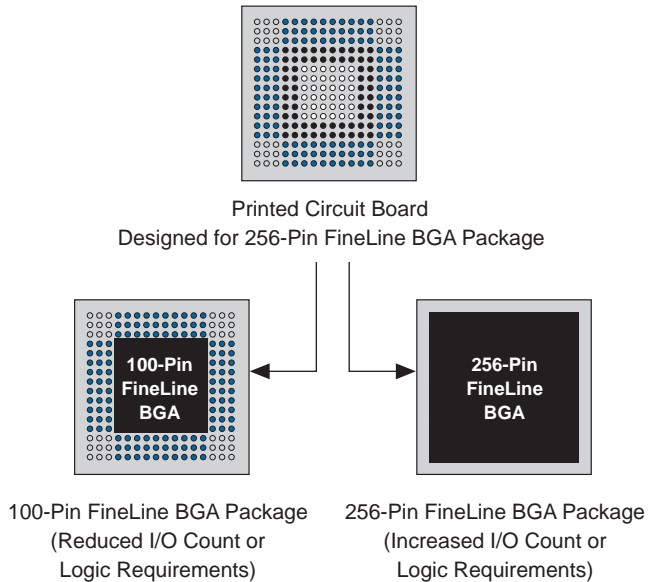 Printed Circuit Board
Designed for 256-Pin FineLine BGA Package
100-Pin
FineLine
BGA
256-Pin
FineLine
BGA
100-Pin FineLine BGA Package
(Reduced I/O Count or
Logic Requirements)
256-Pin FineLine BGA Package
(Increased I/O Count or
Logic Requirements)